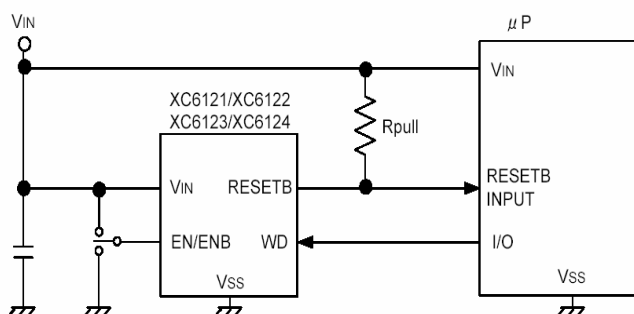 VIN
μP
VIN
XC6121/XC6122
XC6123/XC6124
Rpull
VIN
RESETB
RESETB
INPUT
EN/ENB
WD
I/O
VSS
VSS